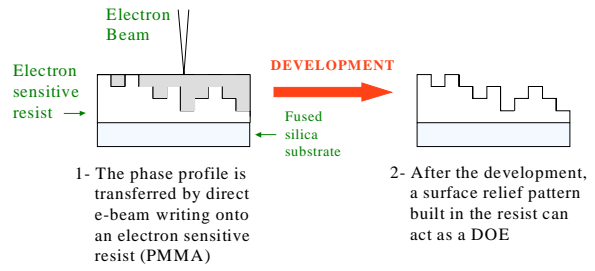 Electron
Beam
DEVELOPMENT
Electron
sensitive
resist
Fused
silica
substrate
1- The phase profile is
transferred by direct
e-beam writing onto
an electron sensitive
resist (PMMA)
2- After the development,
a surface relief pattern
built in the resist can
act as a DOE